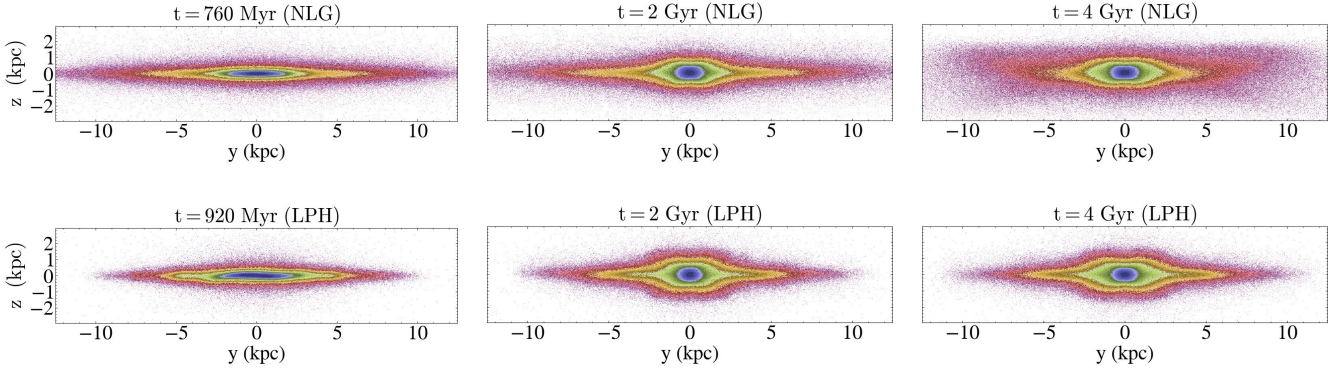 t = 760 Myr (NLG) t = 2 Gyr (NLG) t = 4 Gyr (NLG)
z (kpc)
2
1
0
−1
−2
−10 −5 0 5 10 −10 −5 0 5 10 −10 −5 0 5 10
y (kpc) y (kpc) y (kpc)
t = 920 Myr (LPH) t = 2 Gyr (LPH) t = 4 Gyr (LPH)
z (kpc)
2
1
0
−1
−2
−10 −5 0 5 10 −10 −5 0 5 10 −10 −5 0 5 10
y (kpc) y (kpc) y (kpc)